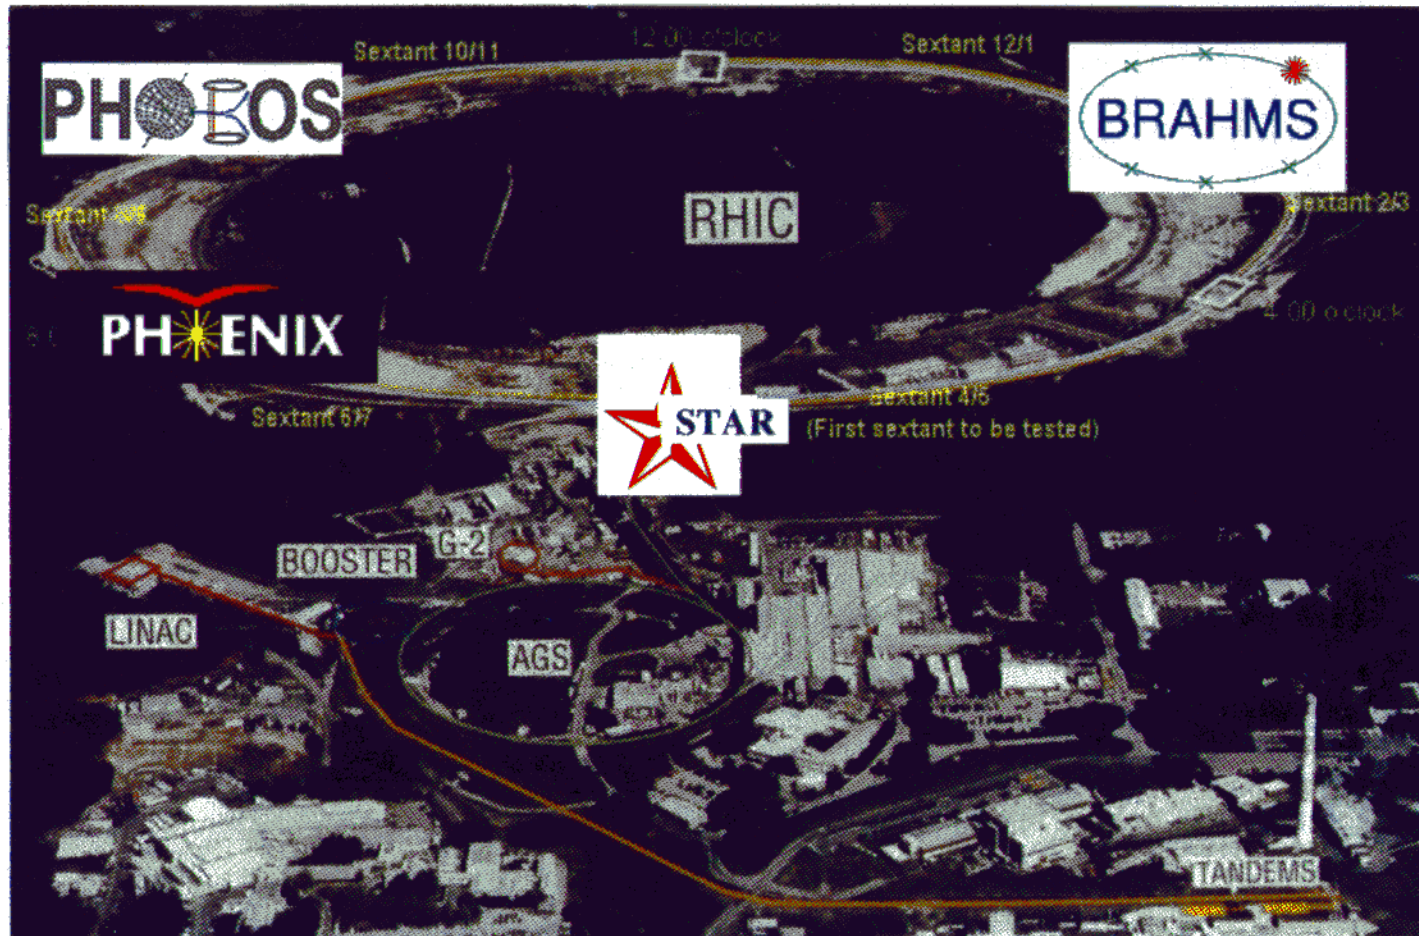 12:00 o'clock
Sextant 10/11
Sextant 12/1
PHOBOS
BRAHMS
RHIC
Sextant 2/3
PHOENIX
4:00 o'clock
STAR
Sextant 4/5
(First sextant to be tested)
Sextant 6/7
BOOSTER
G-2
LINAC
AGS
TANDEMS